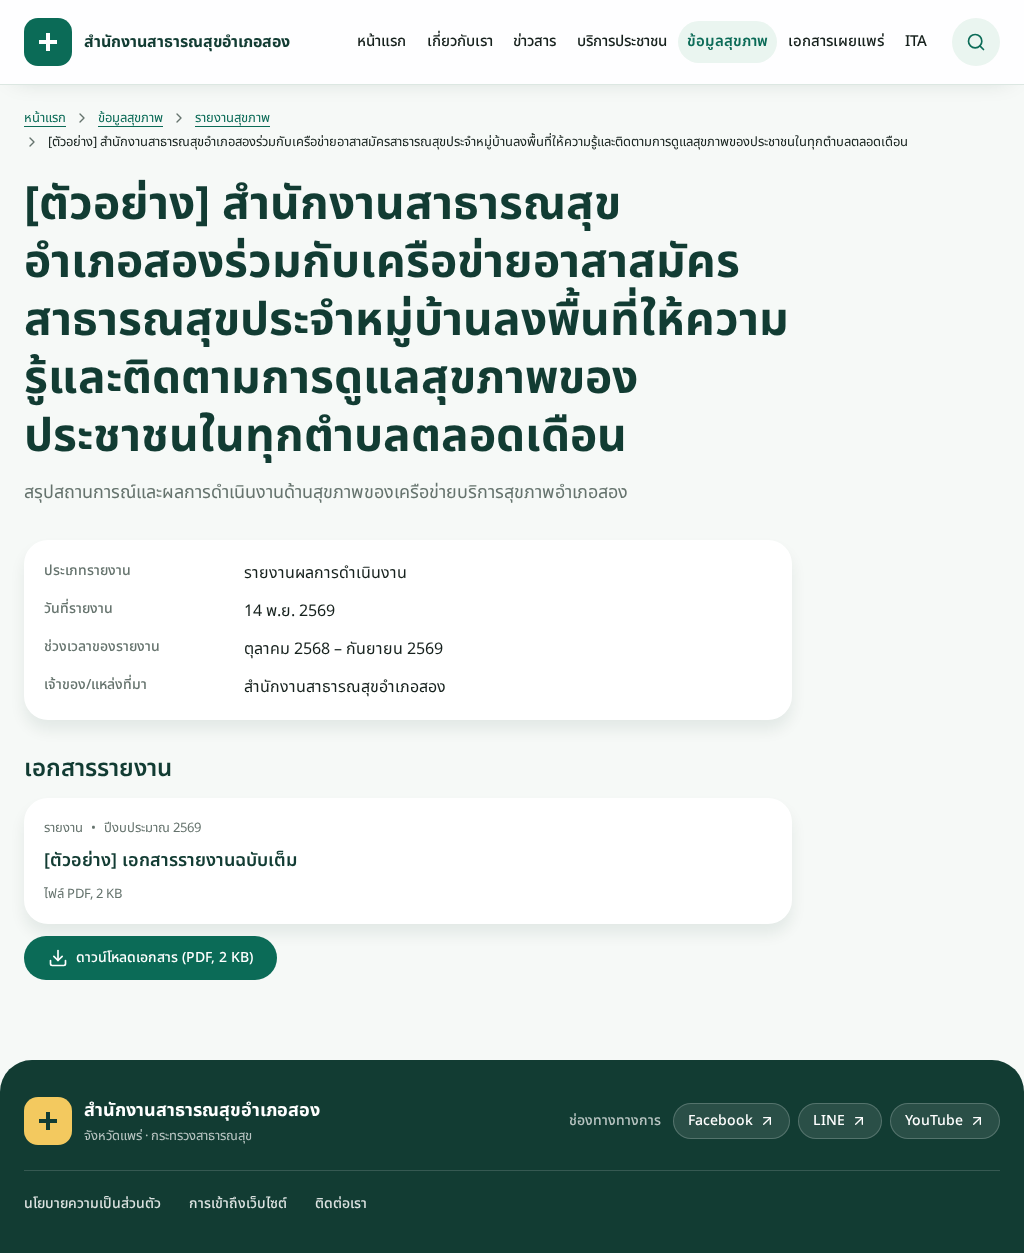 สำนักงานสาธารณสุขอำเภอสอง
หน้าแรก
เกี่ยวกับเรา
ข่าวสาร
บริการประชาชน
ข้อมูลสุขภาพ
เอกสารเผยแพร่
ITA
หน้าแรก > ข้อมูลสุขภาพ > รายงานสุขภาพ
> [ตัวอย่าง] สำนักงานสาธารณสุขอำเภอสองร่วมกับเครือข่ายอาสาสมัครสาธารณสุขประจำหมู่บ้านลงพื้นที่ให้ความรู้และติดตามการดูแลสุขภาพของประชาชนในทุกตำบลตลอดเดือน
[ตัวอย่าง] สำนักงานสาธารณสุข
อำเภอสองร่วมกับเครือข่ายอาสาสมัคร
สาธารณสุขประจำหมู่บ้านลงพื้นที่ให้ความ
รู้และติดตามการดูแลสุขภาพของ
ประชาชนในทุกตำบลตลอดเดือน
สรุปสถานการณ์และผลการดำเนินงานด้านสุขภาพของเครือข่ายบริการสุขภาพอำเภอสอง
ประเภทรายงาน รายงานผลการดำเนินงาน
วันที่รายงาน 14 พ.ย. 2569
ช่วงเวลาของรายงาน ตุลาคม 2568 – กันยายน 2569
เจ้าของ/แหล่งที่มา สำนักงานสาธารณสุขอำเภอสอง
เอกสารรายงาน
รายงาน • ปีงบประมาณ 2569
[ตัวอย่าง] เอกสารรายงานฉบับเต็ม
ไฟล์ PDF, 2 KB
ดาวน์โหลดเอกสาร (PDF, 2 KB)
สำนักงานสาธารณสุขอำเภอสอง
จังหวัดแพร่ · กระทรวงสาธารณสุข
ช่องทางทางการ
Facebook
LINE
YouTube
นโยบายความเป็นส่วนตัว
การเข้าถึงเว็บไซต์
ติดต่อเรา